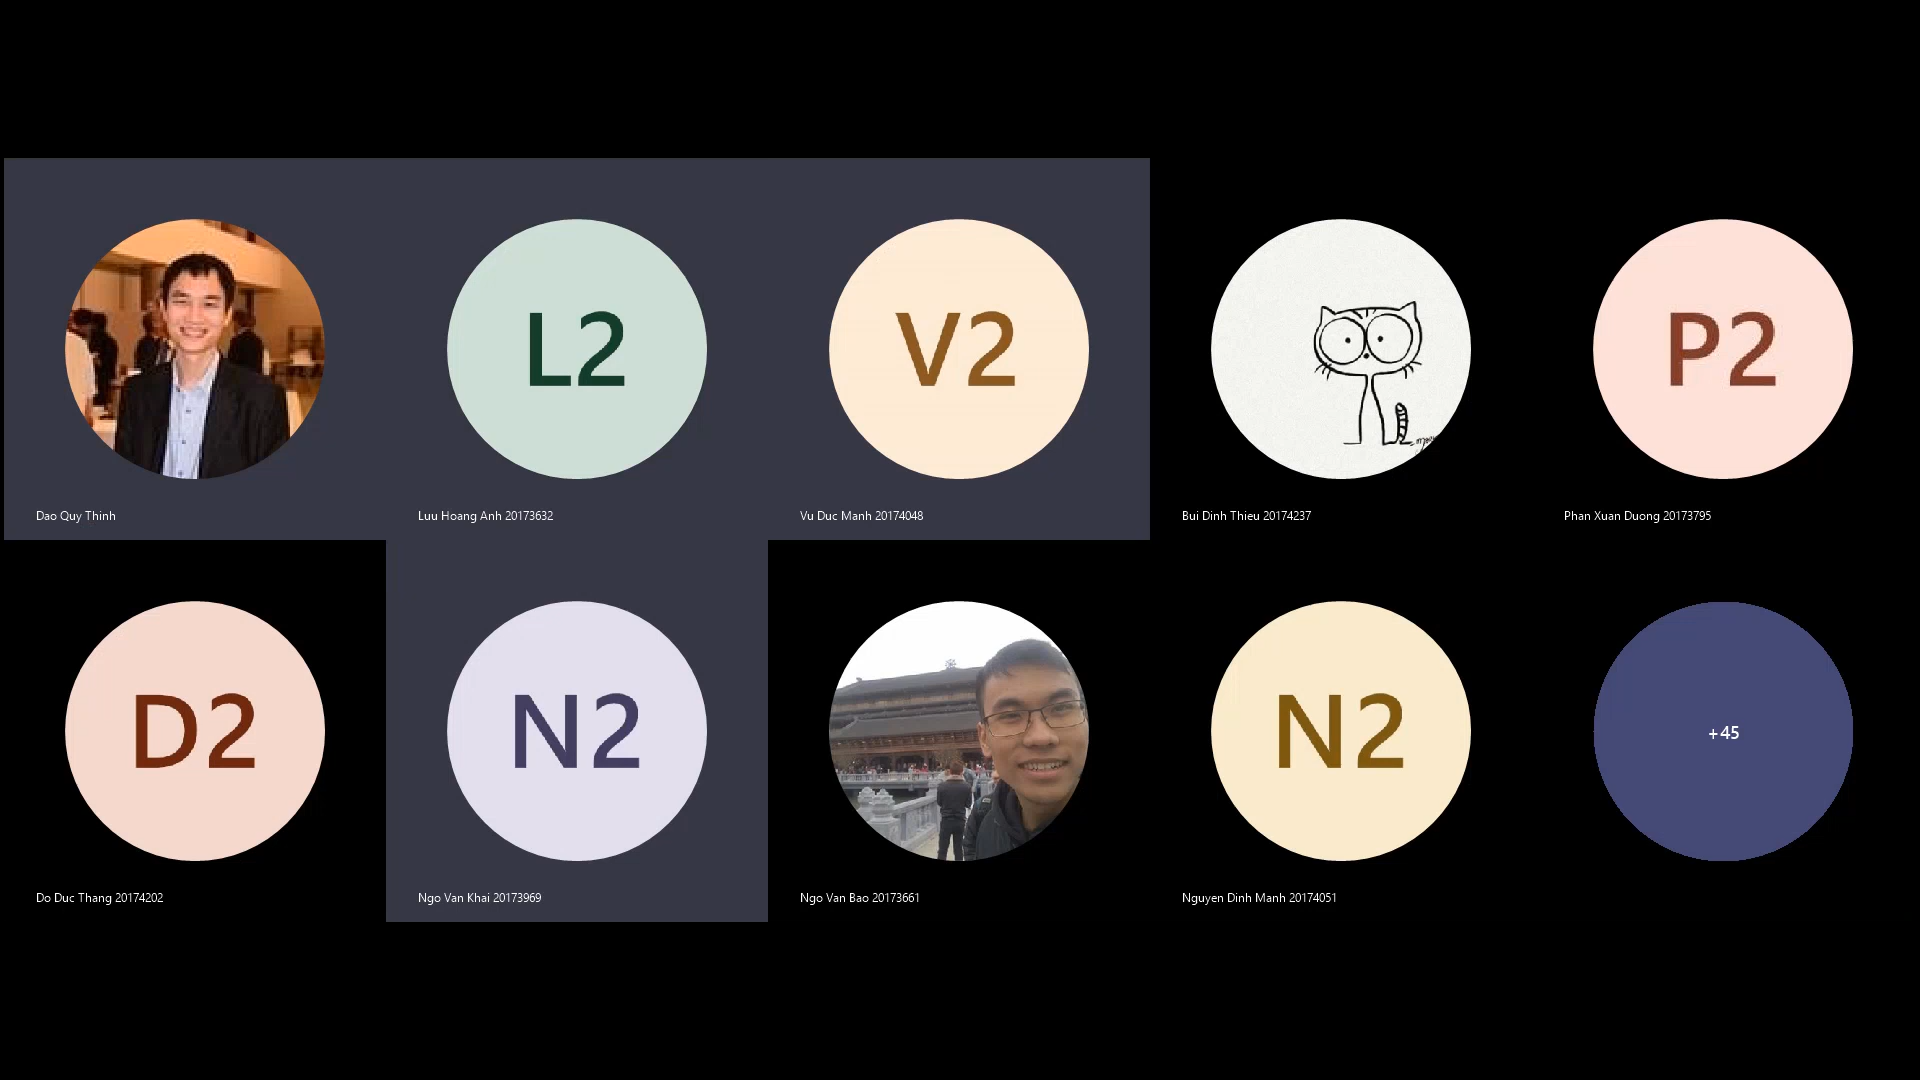 L2
V2
P2
Dao Quy Thinh
Luu Hoang Anh 20173632
Vu Duc Manh 20174048
Bui Dinh Thieu 20174237
Phan Xuan Duong 20173795
D2
N2
N2
+45
Do Duc Thang 20174202
Ngo Van Khai 20173969
Ngo Van Bao 20173661
Nguyen Dinh Manh 20174051